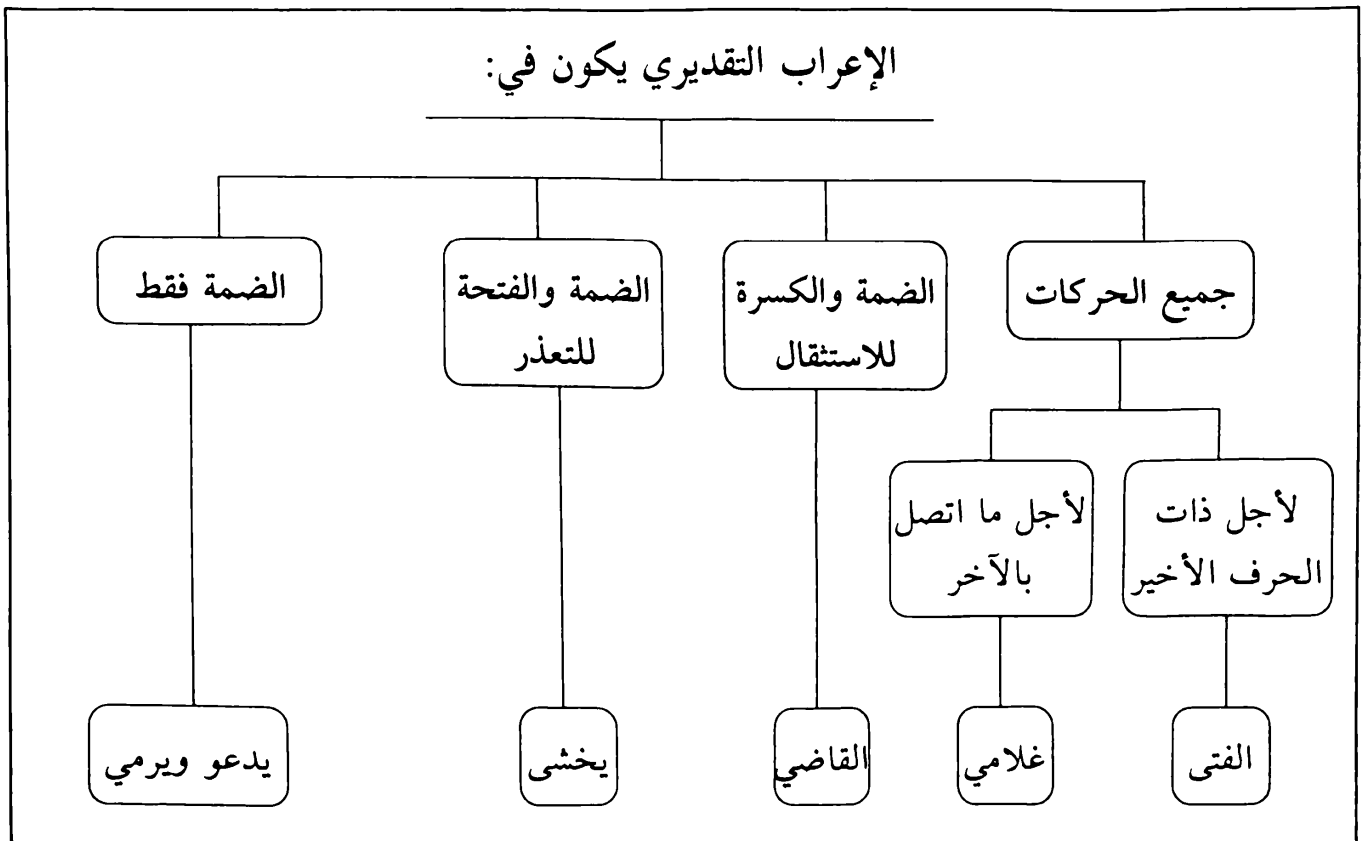 الإعراب التقديري يكون في:
جميع الحركات
الضمة والكسرة
للاستثقال
الضمة والفتحة
للتعذر
الضمة فقط
لأجل ذات
الحرف الأخير
لأجل ما اتصل
بالآخر
الفتى
غلامي
القاضي
يخشى
يدعو ويرمي